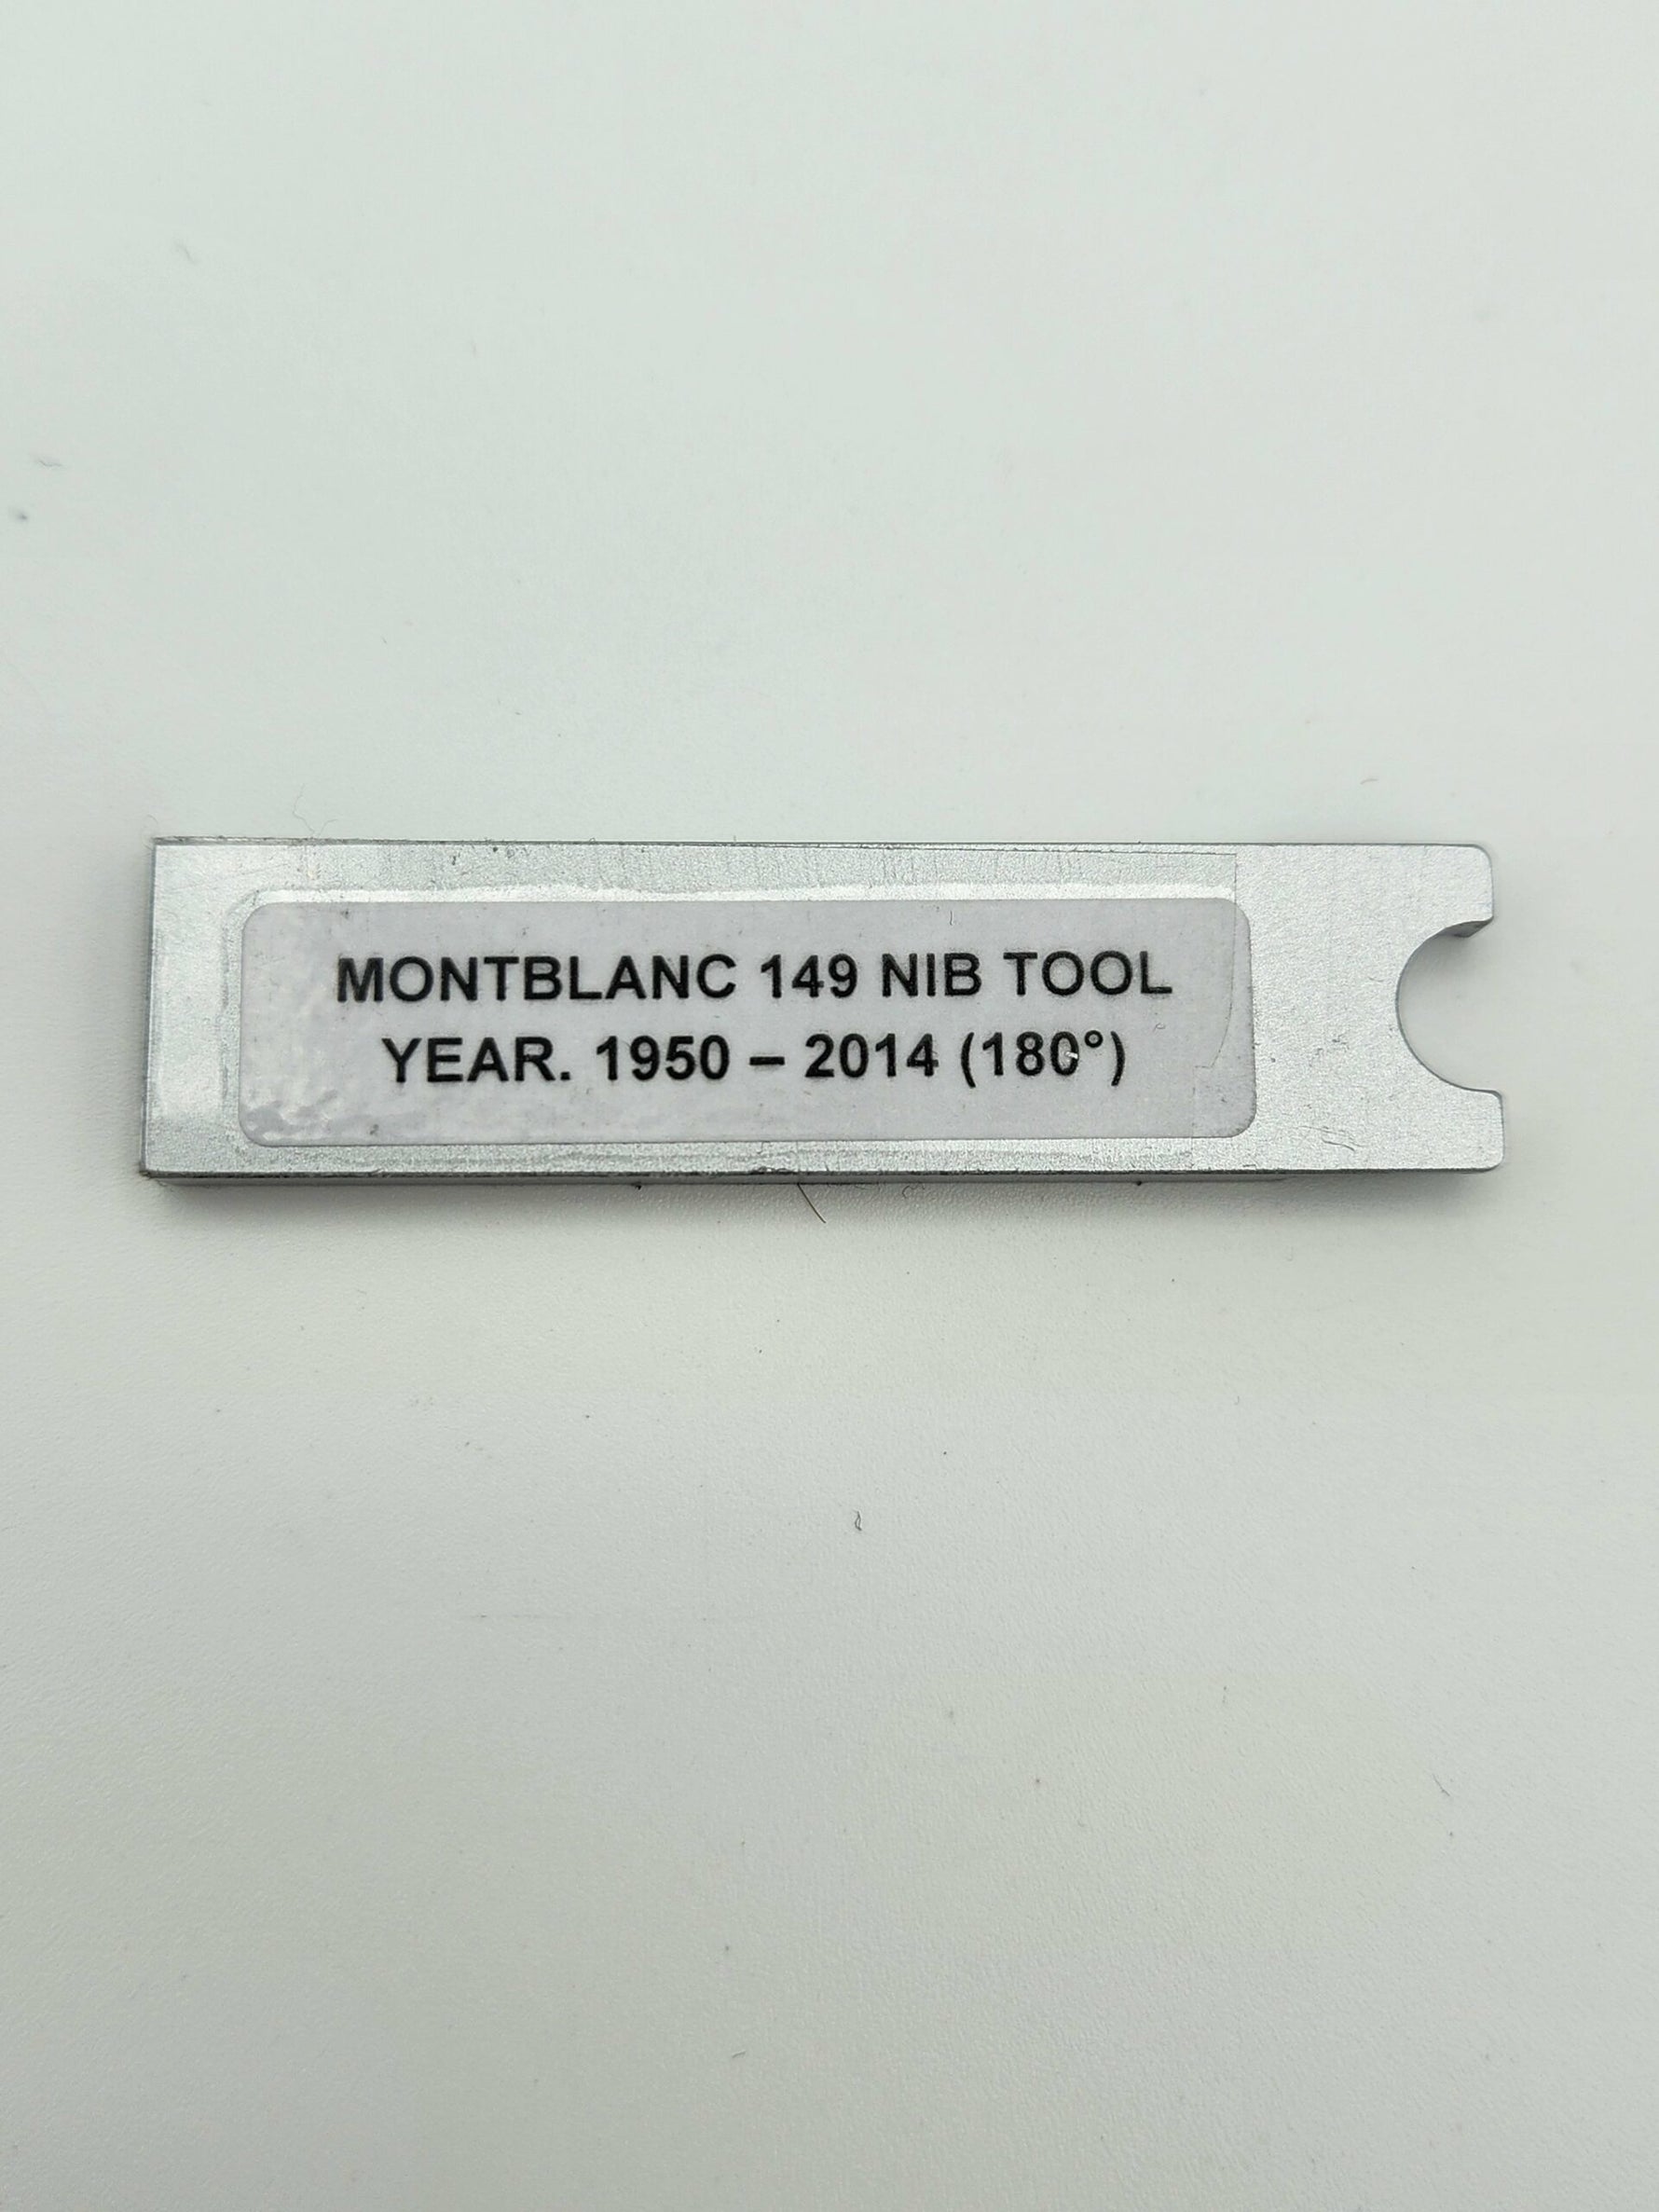 MONTBLANC 149 NIB TOOL
YEAR. 1950 – 2014 (180°)